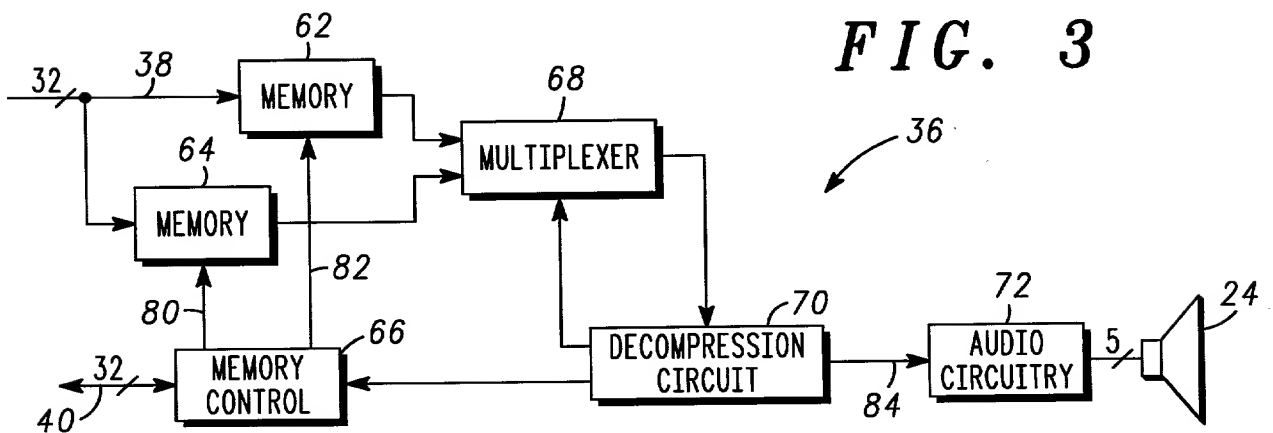 FIG. 3
36
32
38
62
MEMORY
64
MEMORY
68
MULTIPLEXER
80
82
66
MEMORY
CONTROL
32
40
70
DECOMPRESSION
CIRCUIT
84
72
AUDIO
CIRCUITRY
5
24